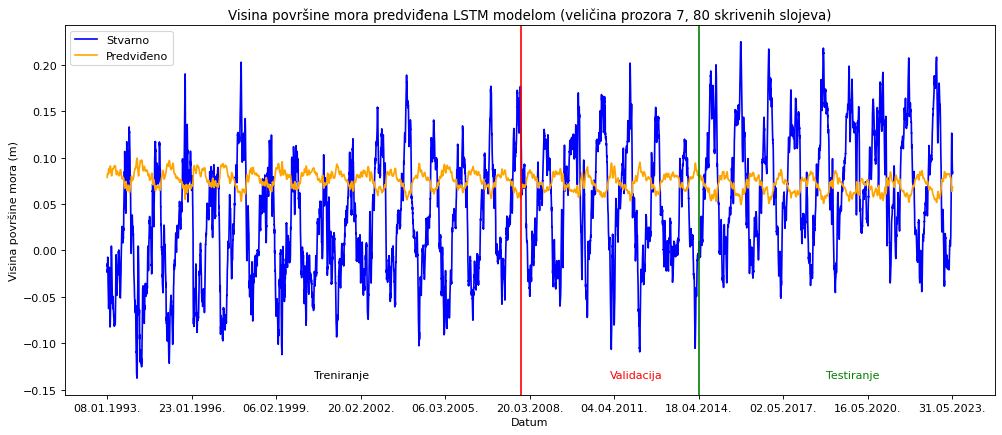 Visina površine mora predviđena LSTM modelom (veličina prozora 7, 80 skrivenih slojeva)
Stvarno
Predviđeno
Visina površine mora (m)
0.20
0.15
0.10
0.05
0.00
−0.05
−0.10
−0.15
Treniranje
Validacija
Testiranje
08.01.1993.
23.01.1996.
06.02.1999.
20.02.2002.
06.03.2005.
20.03.2008.
04.04.2011.
18.04.2014.
02.05.2017.
16.05.2020.
31.05.2023.
Datum